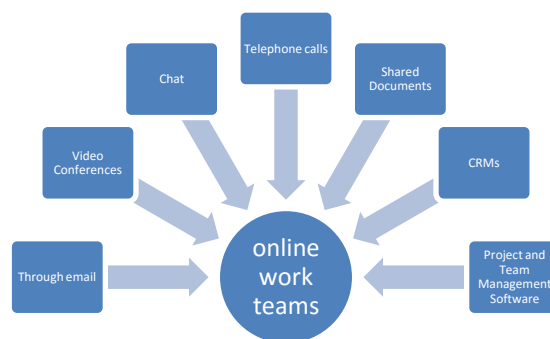 Telephone calls
Chat
Shared
Documents
Video
Conferences
CRMs
Through email
online
work
teams
Project and
Team
Management
Software